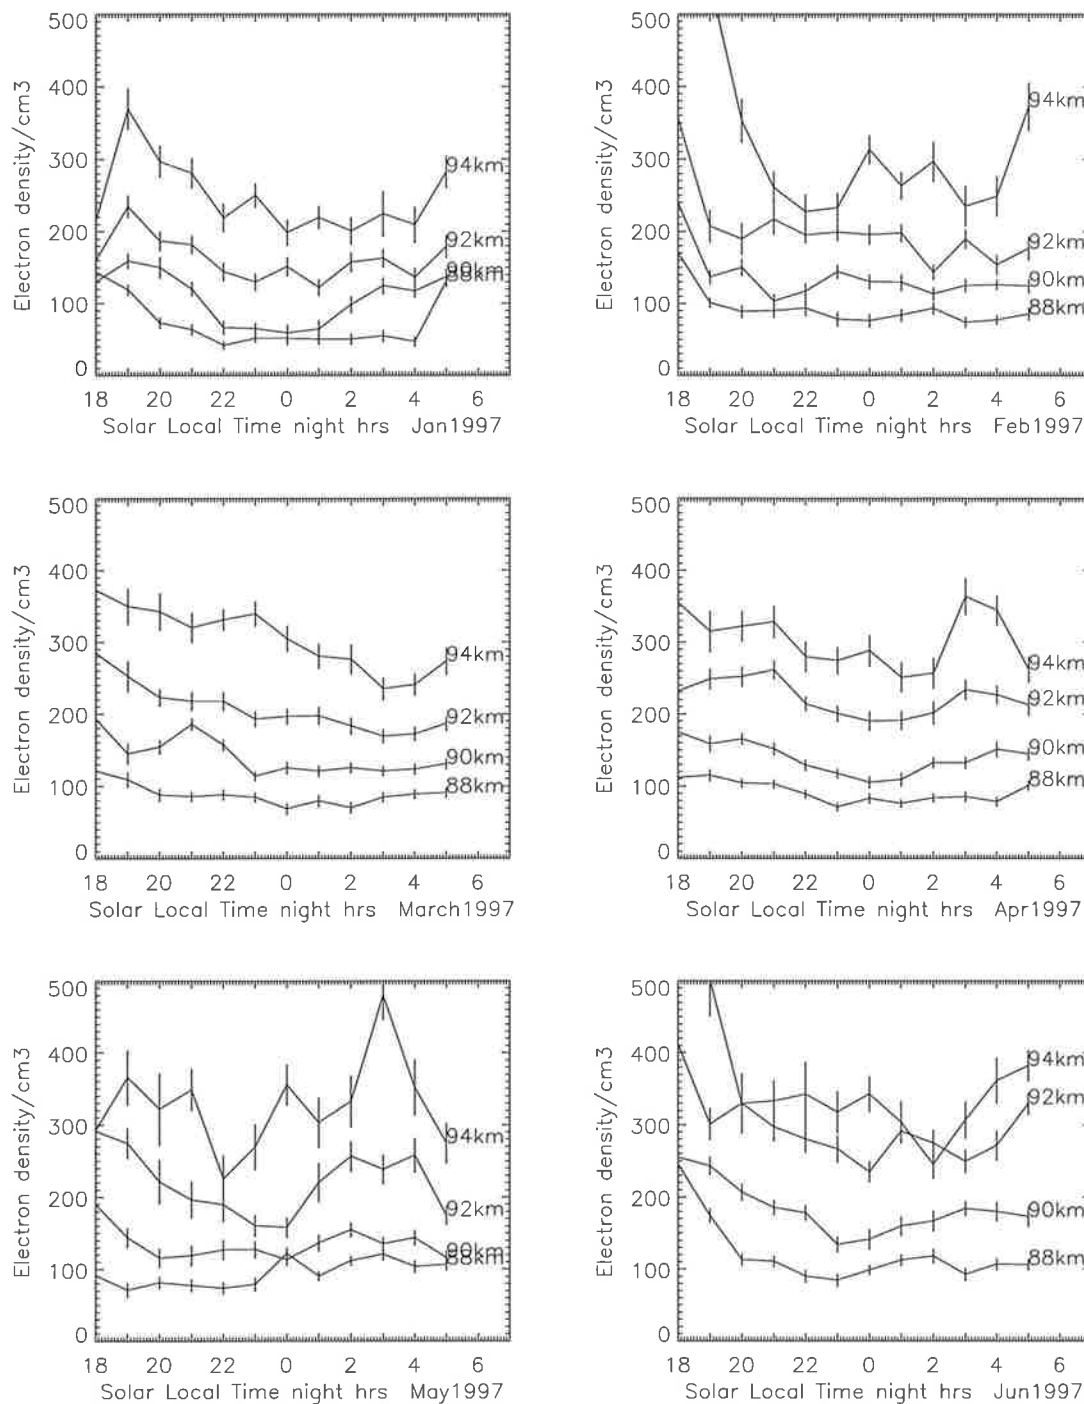 500
400
300
200
100
0
Electron density/cm3
94km
92km
90km
88km
18 20 22 0 2 4 6
Solar Local Time night hrs Jan1997
500
400
300
200
100
0
Electron density/cm3
94km
92km
90km
88km
18 20 22 0 2 4 6
Solar Local Time night hrs Feb1997
500
400
300
200
100
0
Electron density/cm3
94km
92km
90km
88km
18 20 22 0 2 4 6
Solar Local Time night hrs March1997
500
400
300
200
100
0
Electron density/cm3
94km
92km
90km
88km
18 20 22 0 2 4 6
Solar Local Time night hrs Apr1997
500
400
300
200
100
0
Electron density/cm3
94km
92km
90km
88km
18 20 22 0 2 4 6
Solar Local Time night hrs May1997
500
400
300
200
100
0
Electron density/cm3
94km
92km
90km
88km
18 20 22 0 2 4 6
Solar Local Time night hrs Jun1997